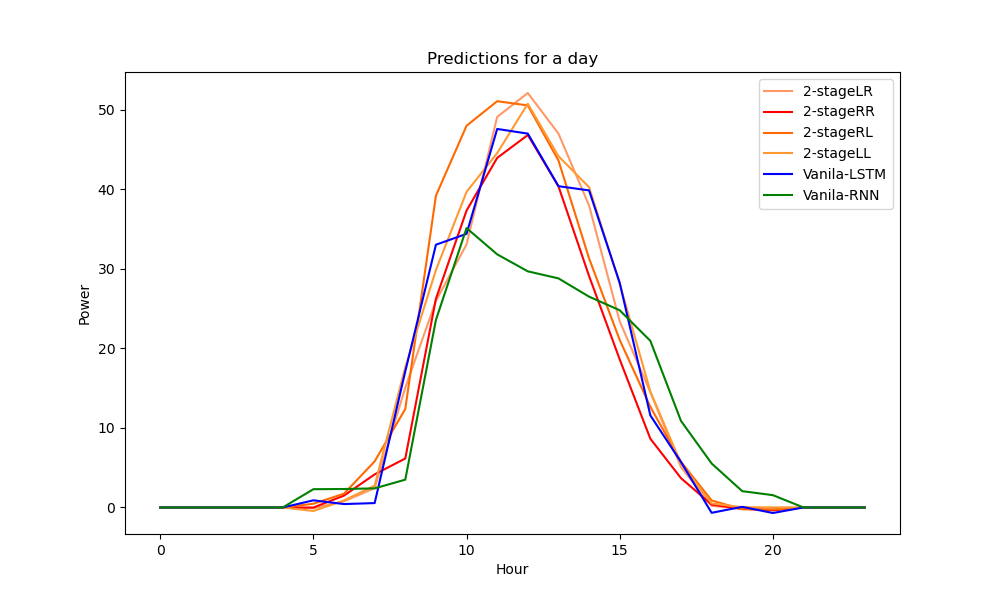 Predictions for a day
Power
50
40
30
20
10
0
0 5 10 15 20
Hour
2-stageLR
2-stageRR
2-stageRL
2-stageLL
Vanila-LSTM
Vanila-RNN